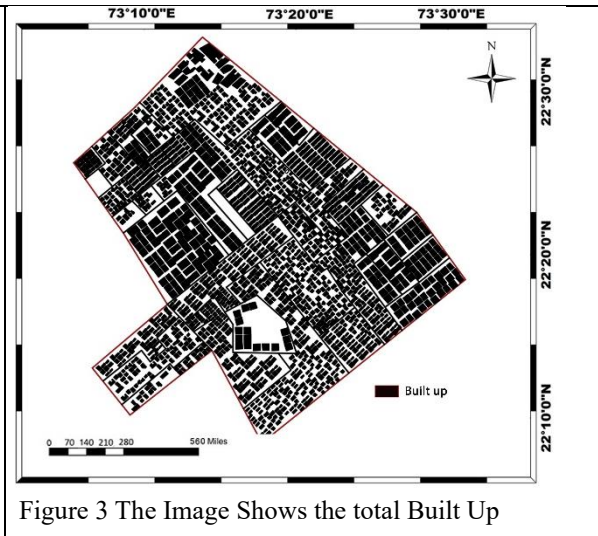 73°10'0"E 73°20'0"E 73°30'0"E
N
22°30'0"N
22°20'0"N
22°10'0"N
Built up
0 70 140 210 280 560 Miles
Figure 3 The Image Shows the total Built Up